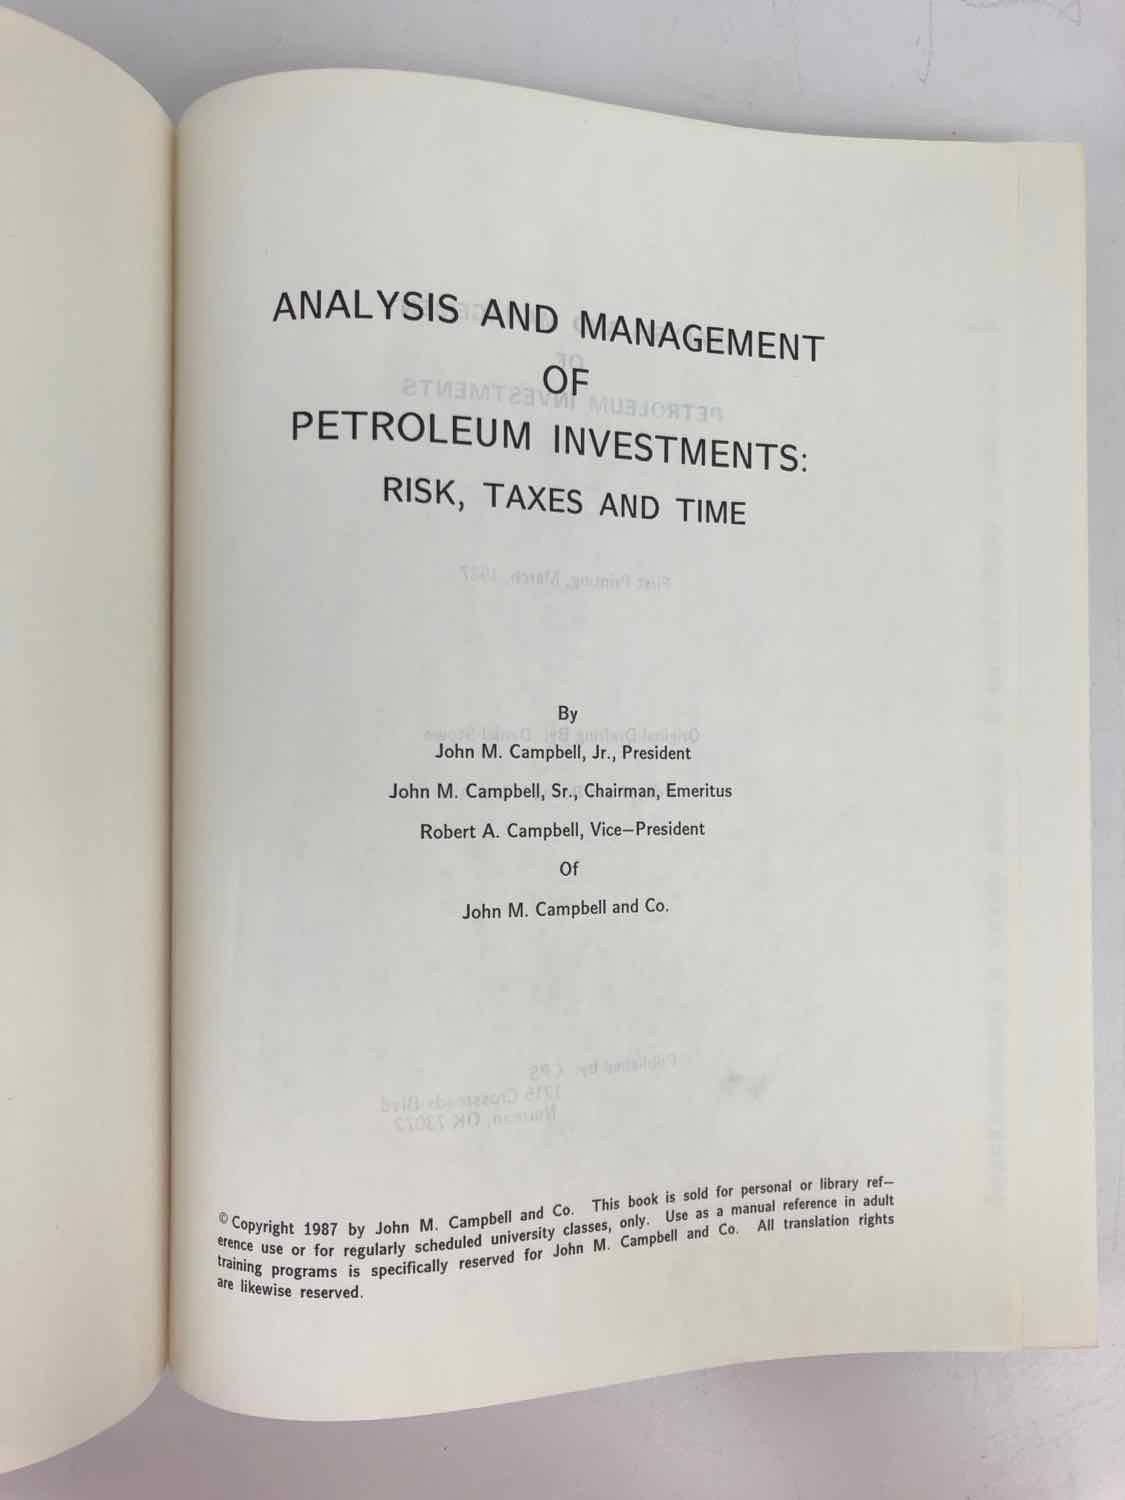 ANALYSIS AND MANAGEMENT
OF
PETROLEUM INVESTMENTS:
RISK, TAXES AND TIME
By
John M. Campbell, Jr., President
John M. Campbell, Sr., Chairman, Emeritus
Robert A. Campbell, Vice–President
Of
John M. Campbell and Co.
© Copyright 1987 by John M. Campbell and Co. This book is sold for personal or library ref–
erence use or for regularly scheduled university classes, only. Use as a manual reference in adult
training programs is specifically reserved for John M. Campbell and Co. All translation rights
are likewise reserved.